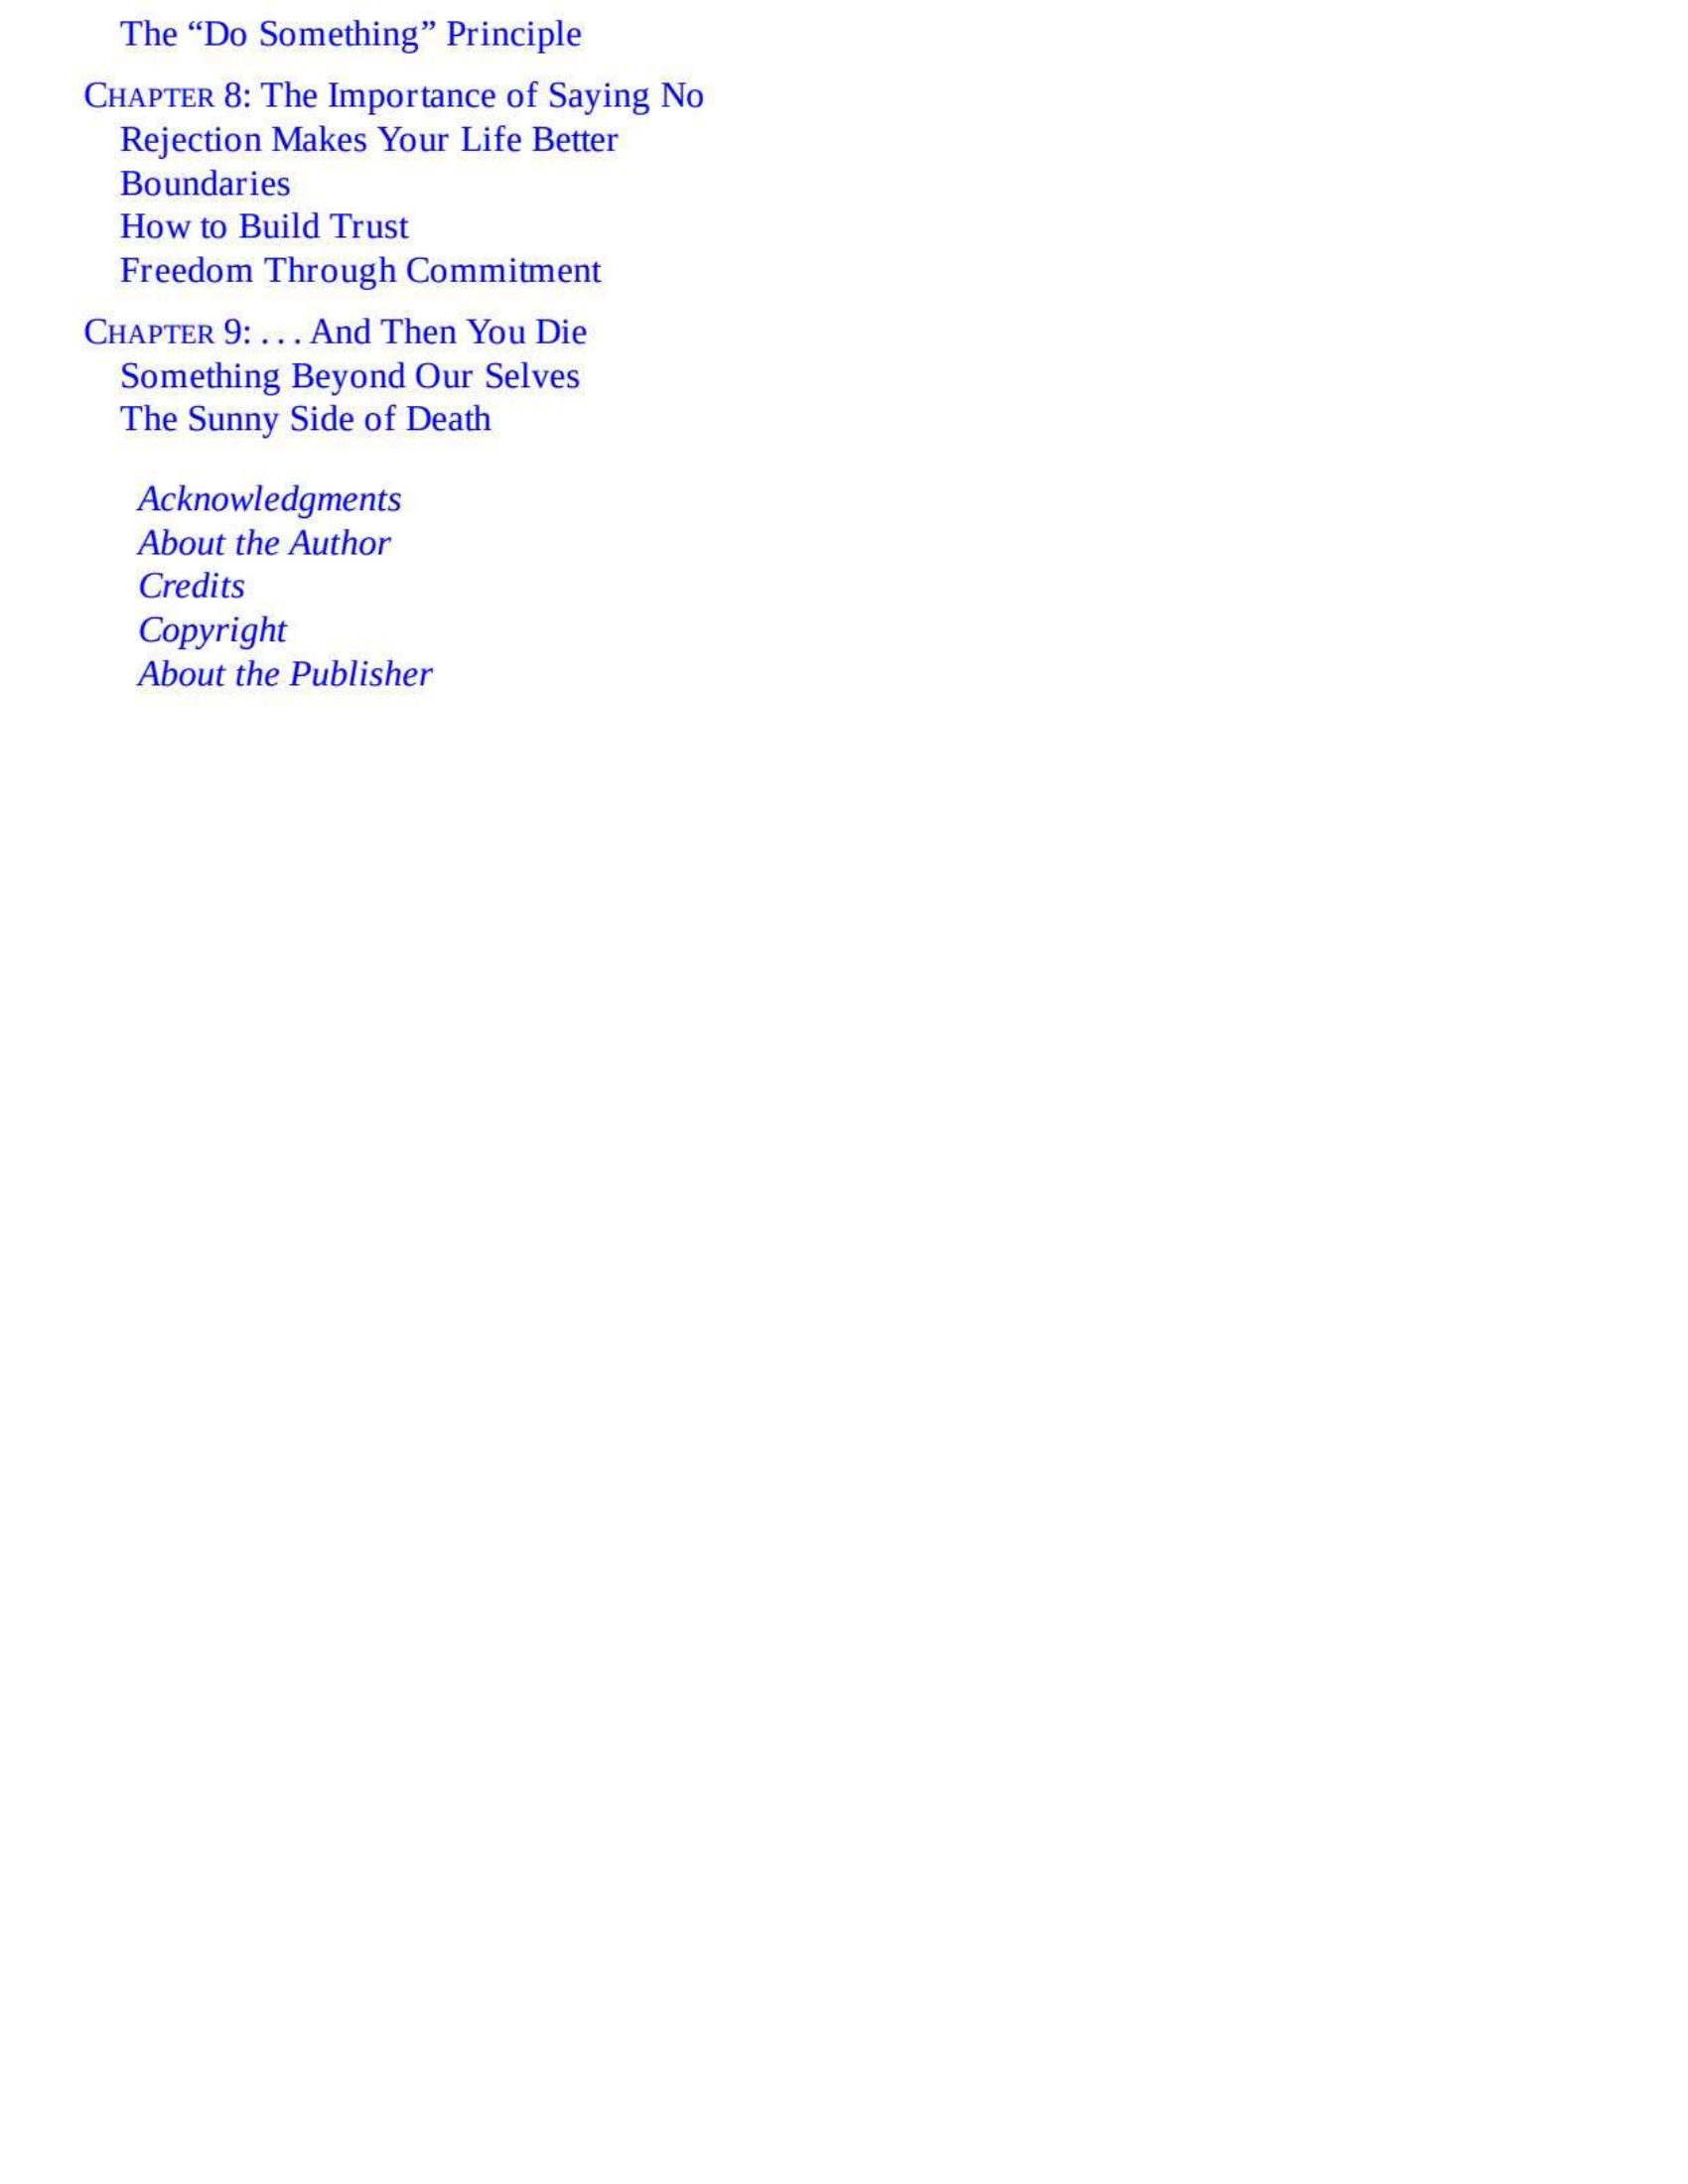 The “Do Something” Principle
CHAPTER 8: The Importance of Saying No
Rejection Makes Your Life Better
Boundaries
How to Build Trust
Freedom Through Commitment
CHAPTER 9: . . . And Then You Die
Something Beyond Our Selves
The Sunny Side of Death
Acknowledgments
About the Author
Credits
Copyright
About the Publisher